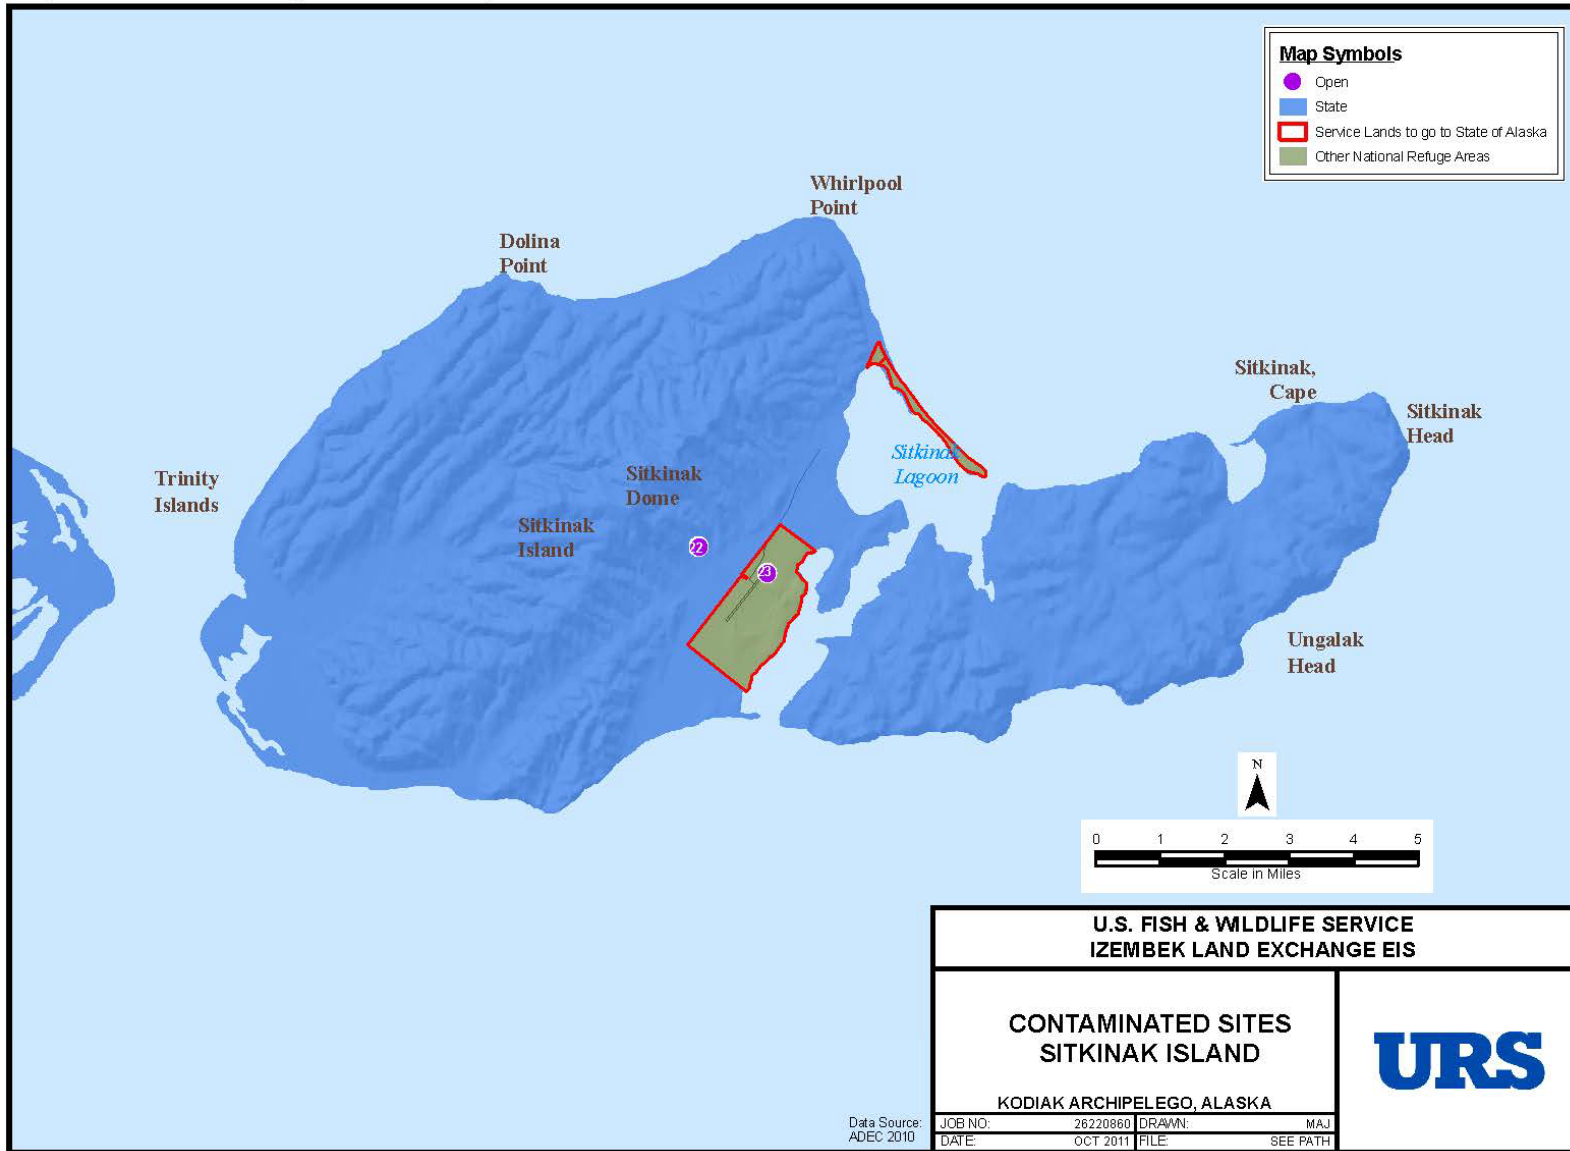 Map Symbols
Open
State
Service Lands to go to State of Alaska
Other National Refuge Areas
Whirlpool
Point
Dolina
Point
Sitkinak,
Cape
Sitkinak
Head
Sitkinak
Lagoon
Trinity
Islands
Sitkinak
Dome
Sitkinak
Island
22
23
Ungalak
Head
N
0 1 2 3 4 5
Scale in Miles
U.S. FISH & WILDLIFE SERVICE
IZEMBEK LAND EXCHANGE EIS
CONTAMINATED SITES
SITKINAK ISLAND
KODIAK ARCHIPELEGO, ALASKA
URS
Data Source:
ADEC 2010
JOB NO: 26220860 DRAWN: MAJ
DATE: OCT 2011 FILE: SEE PATH